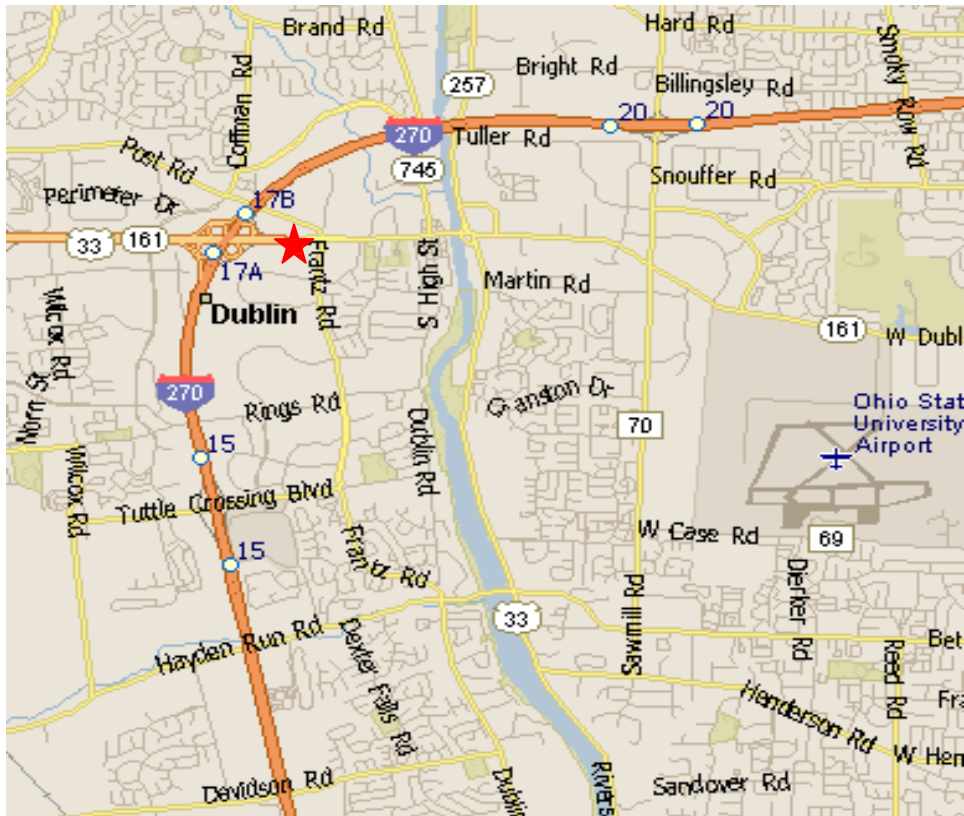 Brand Rd
Hard Rd
Smoky Row Rd
Coffman Rd
257
Bright Rd
Billingsley Rd
20
20
270
Tuller Rd
Post Rd
745
Snouffer Rd
Perimeter Dr
17B
33
161
17A
Frantz Rd
S High St
Martin Rd
Dublin
Wilcox Rd
161
W Dubl
270
Rings Rd
Cranston Dr
Ohio Stat
University
Airport
Norn St
70
Dublin Rd
15
Wilcox Rd
Tuttle Crossing Blvd
W Case Rd
69
Frantz Rd
15
Dierker Rd
Sawmill Rd
33
Hayden Run Rd
Dexter Falls Rd
Bet
Reed Rd
Henderson Rd
Fra
W Hen
Davidson Rd
Dublin
Rivers
Sandover Rd